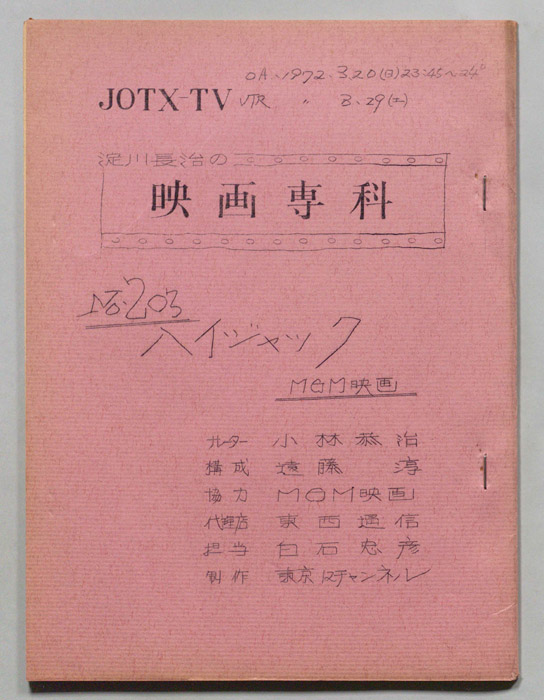 OA. 1972. 3.20(日)23:45〜24°
JOTX-TV VTR 〃 3.29(土)
淀川長治の
映画専科
No.203
ハイジャック
MGM映画
ナレーター 小林恭治
構成 遠藤 淳
協力 MGM映画
代理店 東西通信
担当 白石忠彦
制作 東京12チャンネル